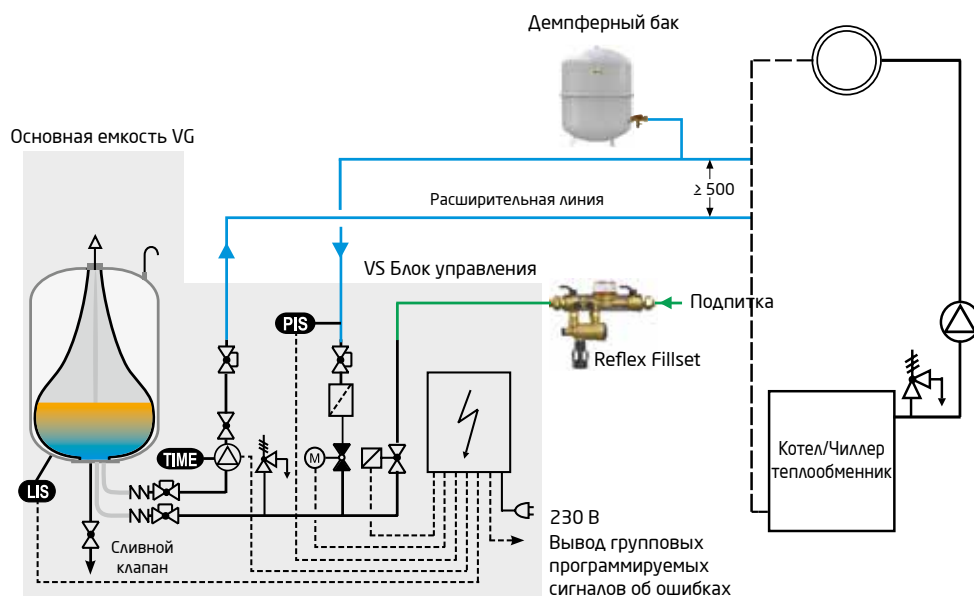 Демпферный бак
Основная емкость VG
≥ 500
Расширительная линия
VS Блок управления
PIS
Подпитка
Reflex Fillset
TIME
M
LIS
Котел/Чиллер
теплообменник
Сливной
клапан
230 В
Вывод групповых
программируемых
сигналов об ошибках